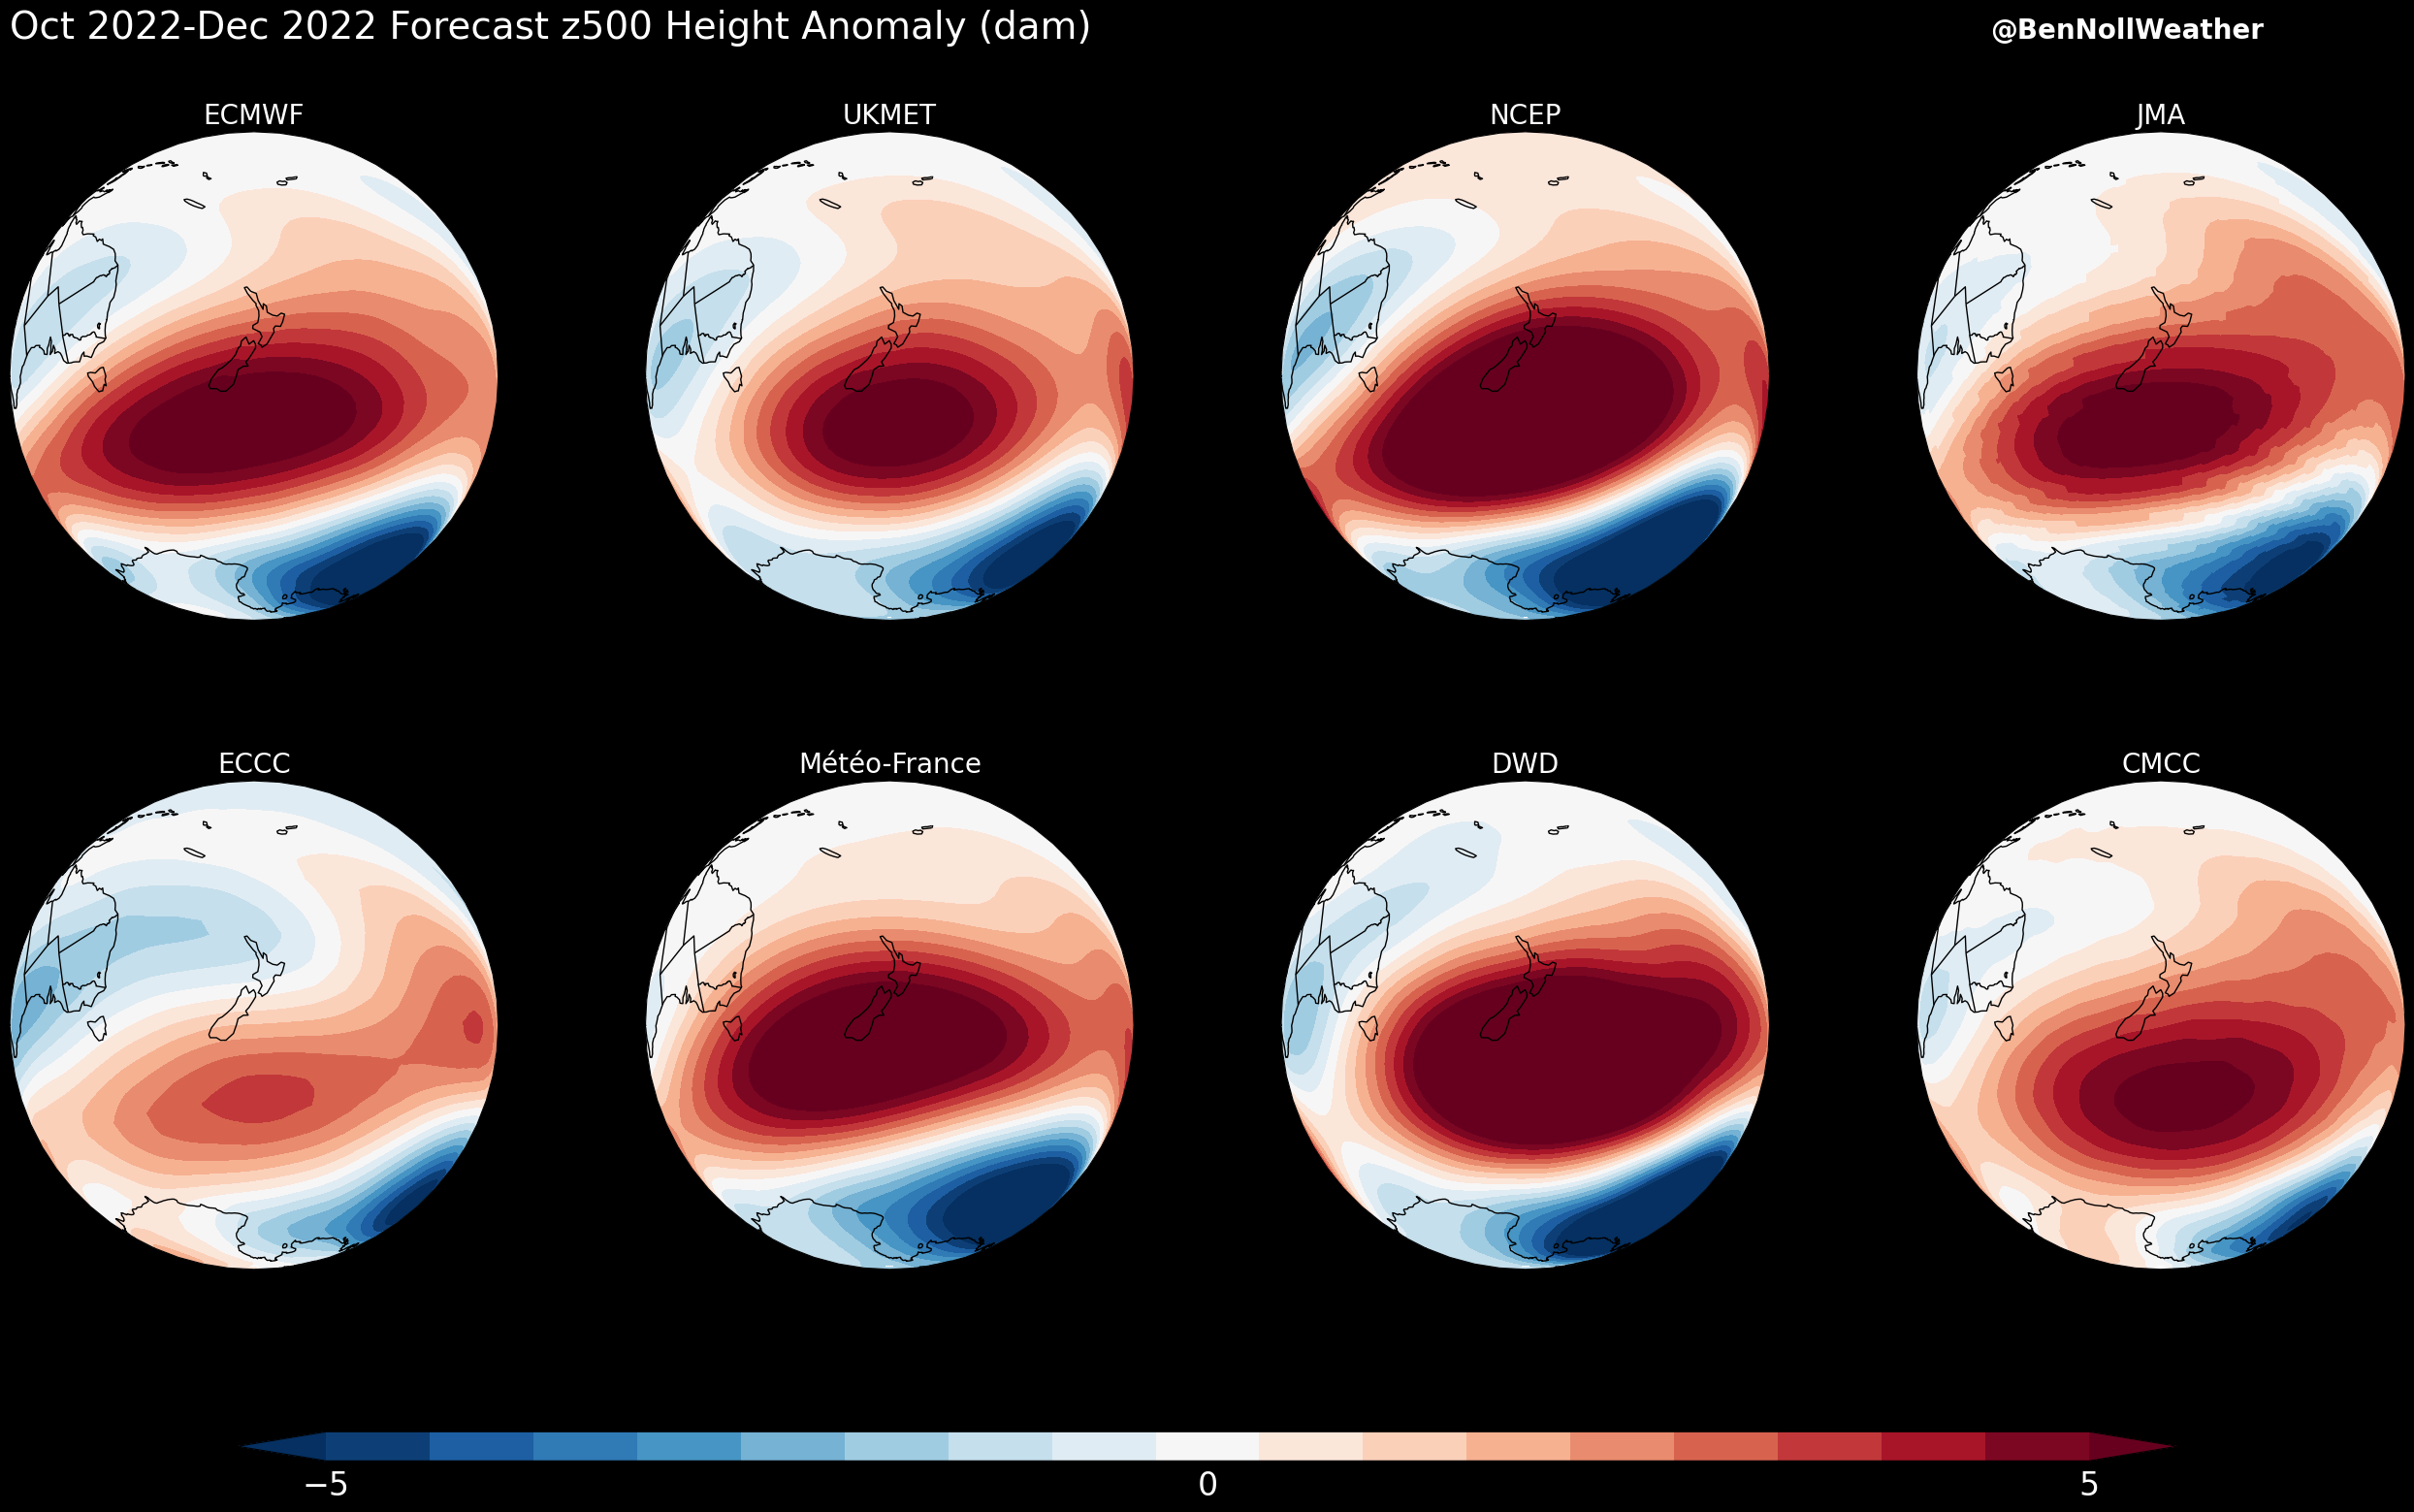 Oct 2022-Dec 2022 Forecast z500 Height Anomaly (dam)
@BenNollWeather
ECMWF
UKMET
NCEP
JMA
ECCC
Météo-France
DWD
CMCC
−5
0
5